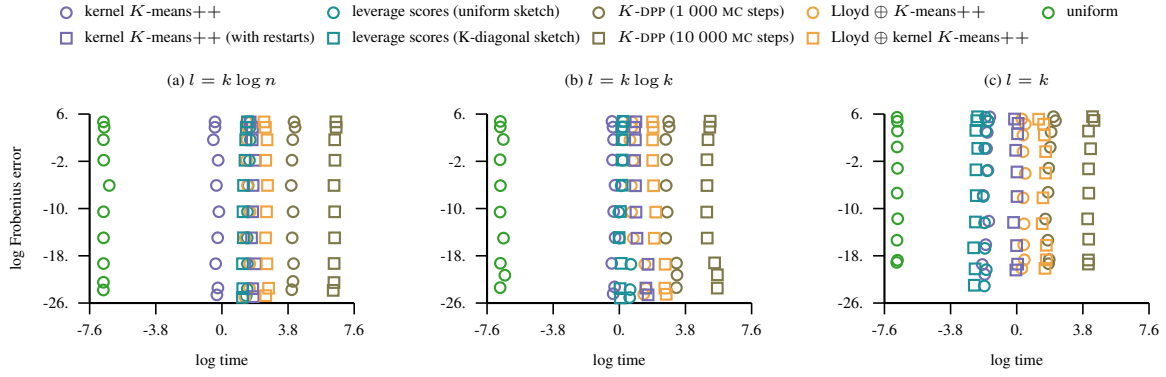 kernel K-means++ leverage scores (uniform sketch) K-DPP (1 000 MC steps) Lloyd ⊕ K-means++ uniform
kernel K-means++ (with restarts) leverage scores (K-diagonal sketch) K-DPP (10 000 MC steps) Lloyd ⊕ kernel K-means++
(a) l = k log n
(b) l = k log k
(c) l = k
log Frobenius error
6.
-2.
-10.
-18.
-26.
-7.6 -3.8 0. 3.8 7.6
log time
6.
-2.
-10.
-18.
-26.
-7.6 -3.8 0. 3.8 7.6
log time
6.
-2.
-10.
-18.
-26.
-7.6 -3.8 0. 3.8 7.6
log time